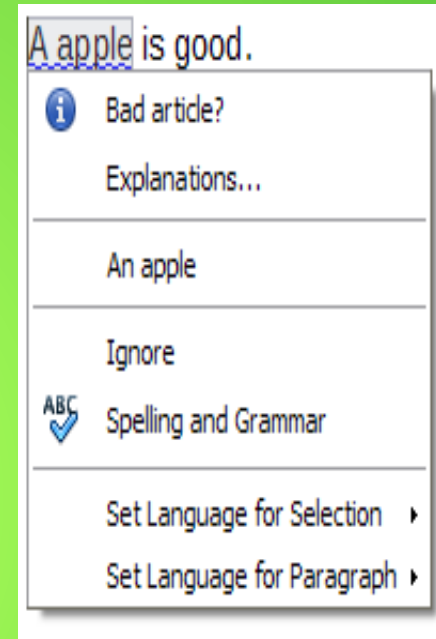 A apple is good.
Bad article?
Explanations...
An apple
Ignore
ABC
Spelling and Grammar
Set Language for Selection
Set Language for Paragraph